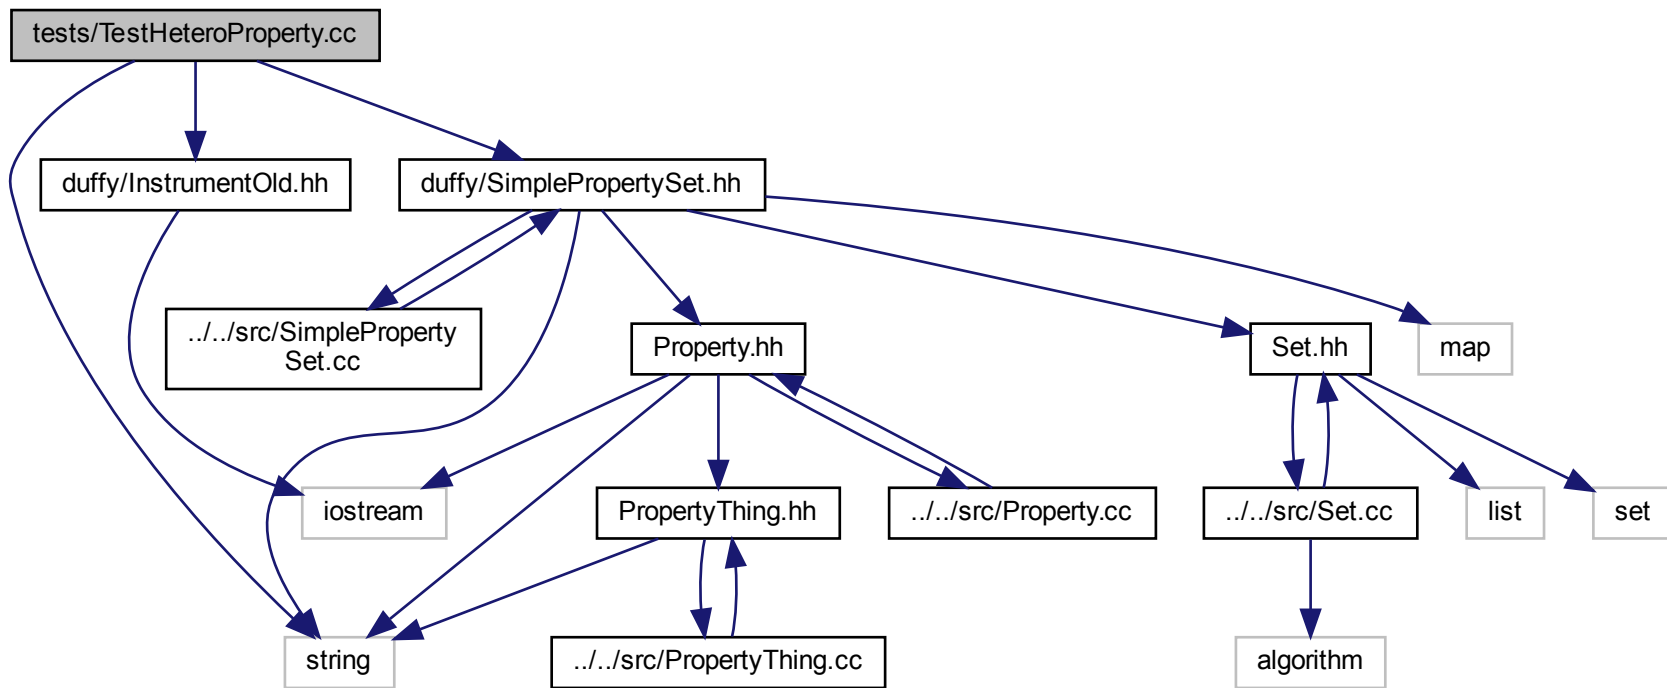 tests/TestHeteroProperty.cc
duffy/InstrumentOld.hh
duffy/SimplePropertySet.hh
../../src/SimpleProperty
Set.cc
Property.hh
Set.hh
map
iostream
PropertyThing.hh
../../src/Property.cc
../../src/Set.cc
list
set
string
../../src/PropertyThing.cc
algorithm